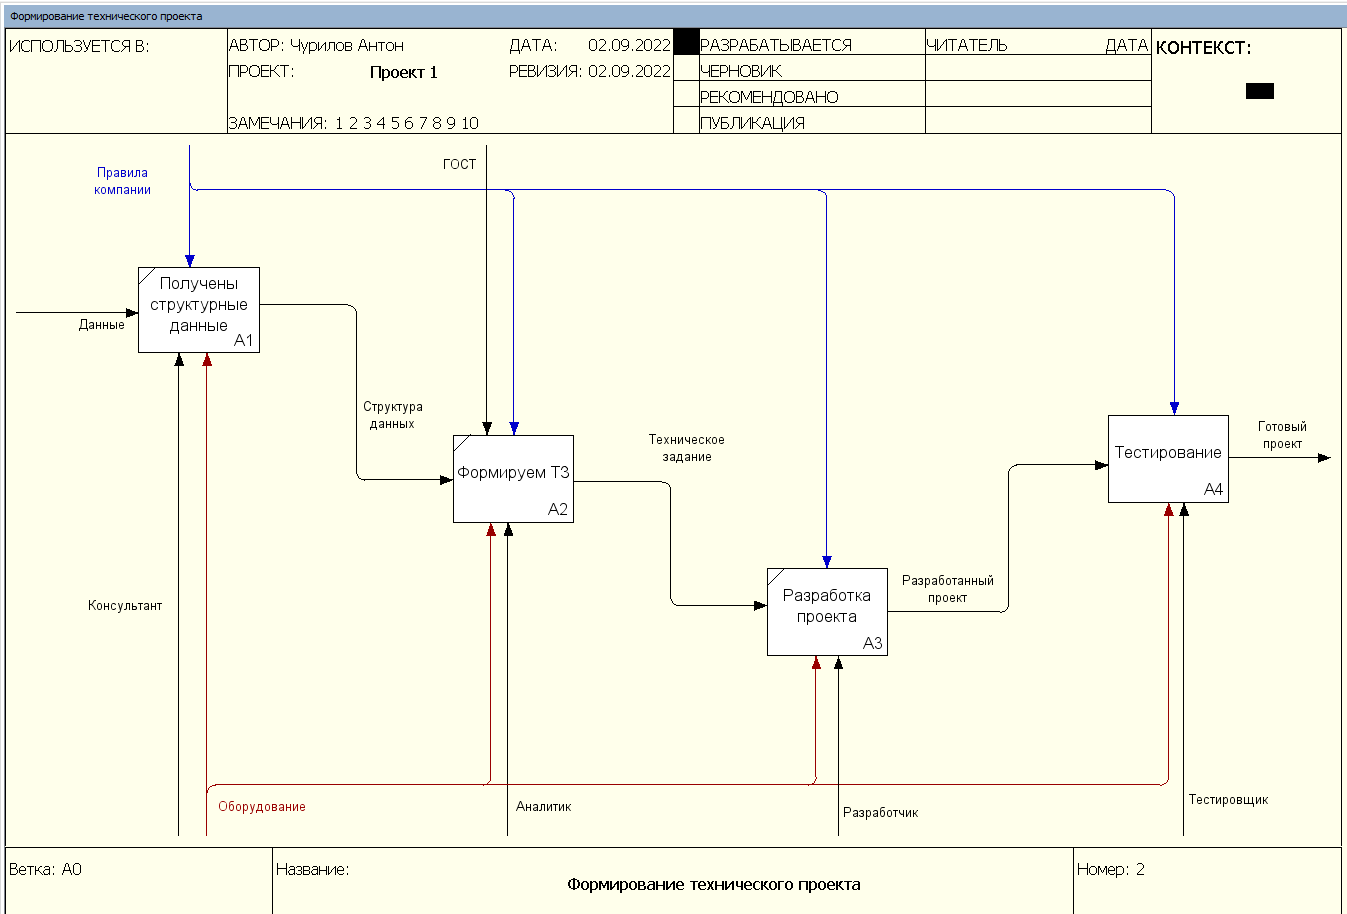 Формирование технического проекта
ИСПОЛЬЗУЕТСЯ В:
АВТОР: Чурилов Антон
ДАТА: 02.09.2022
ПРОЕКТ: Проект 1
РЕВИЗИЯ: 02.09.2022
ЗАМЕЧАНИЯ: 1 2 3 4 5 6 7 8 9 10
РАЗРАБАТЫВАЕТСЯ
ЧЕРНОВИК
РЕКОМЕНДОВАНО
ПУБЛИКАЦИЯ
ЧИТАТЕЛЬ ДАТА
КОНТЕКСТ:
Правила
компании
ГОСТ
Получены
структурные
данные
A1
Данные
Структура
данных
Формируем ТЗ
A2
Техническое
задание
Разработка
проекта
A3
Разработанный
проект
Тестирование
A4
Готовый
проект
Консультант
Оборудование
Аналитик
Разработчик
Тестировщик
Ветка: A0
Название:
Формирование технического проекта
Номер: 2